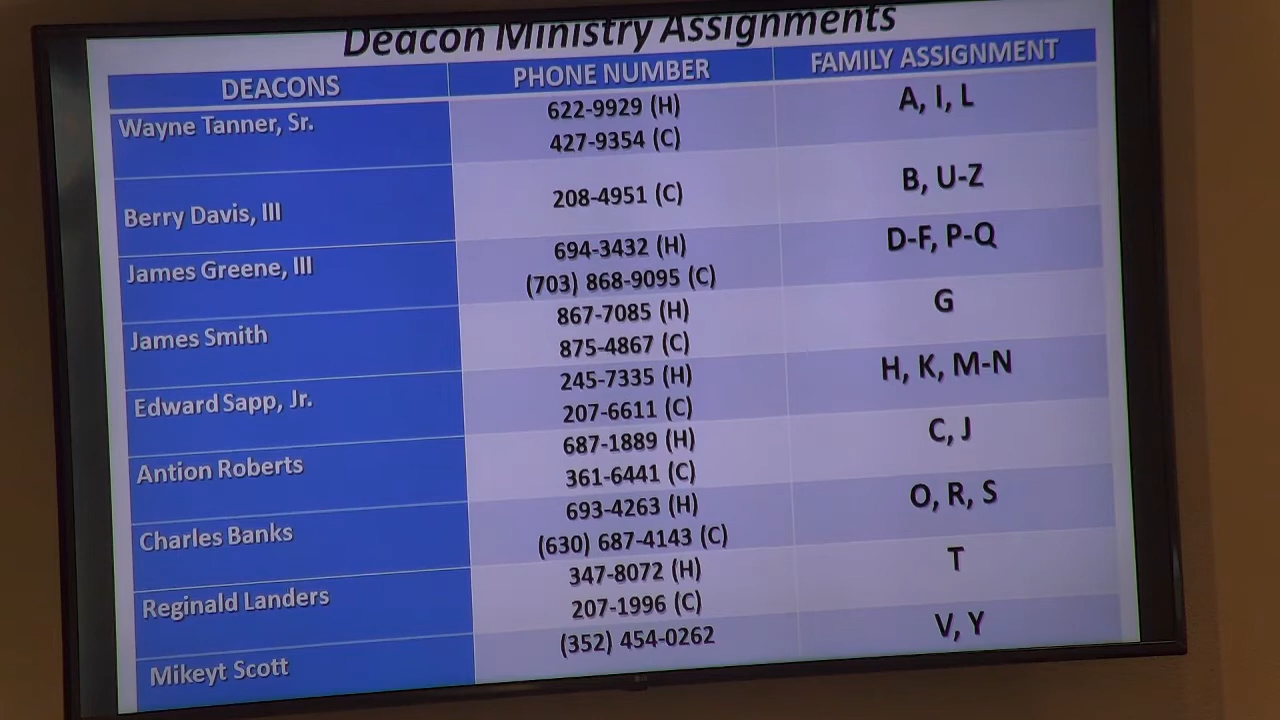 Deacon Ministry Assignments
DEACONS PHONE NUMBER FAMILY ASSIGNMENT
Wayne Tanner, Sr. 622-9929 (H) A, I, L
427-9354 (C)
Berry Davis, III 208-4951 (C) B, U-Z
James Greene, III 694-3432 (H) D-F, P-Q
(703) 868-9095 (C)
James Smith 867-7085 (H) G
875-4867 (C)
Edward Sapp, Jr. 245-7335 (H) H, K, M-N
207-6611 (C)
Antion Roberts 687-1889 (H) C, J
361-6441 (C)
Charles Banks 693-4263 (H) O, R, S
(630) 687-4143 (C)
Reginald Landers 347-8072 (H) T
207-1996 (C)
Mikeyt Scott (352) 454-0262 V, Y